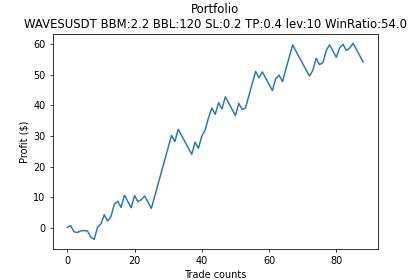 Portfolio
WAVESUSDT BBM:2.2 BBL:120 SL:0.2 TP:0.4 lev:10 WinRatio:54.0
60
50
40
30
20
10
0
Profit ($)
0 20 40 60 80
Trade counts